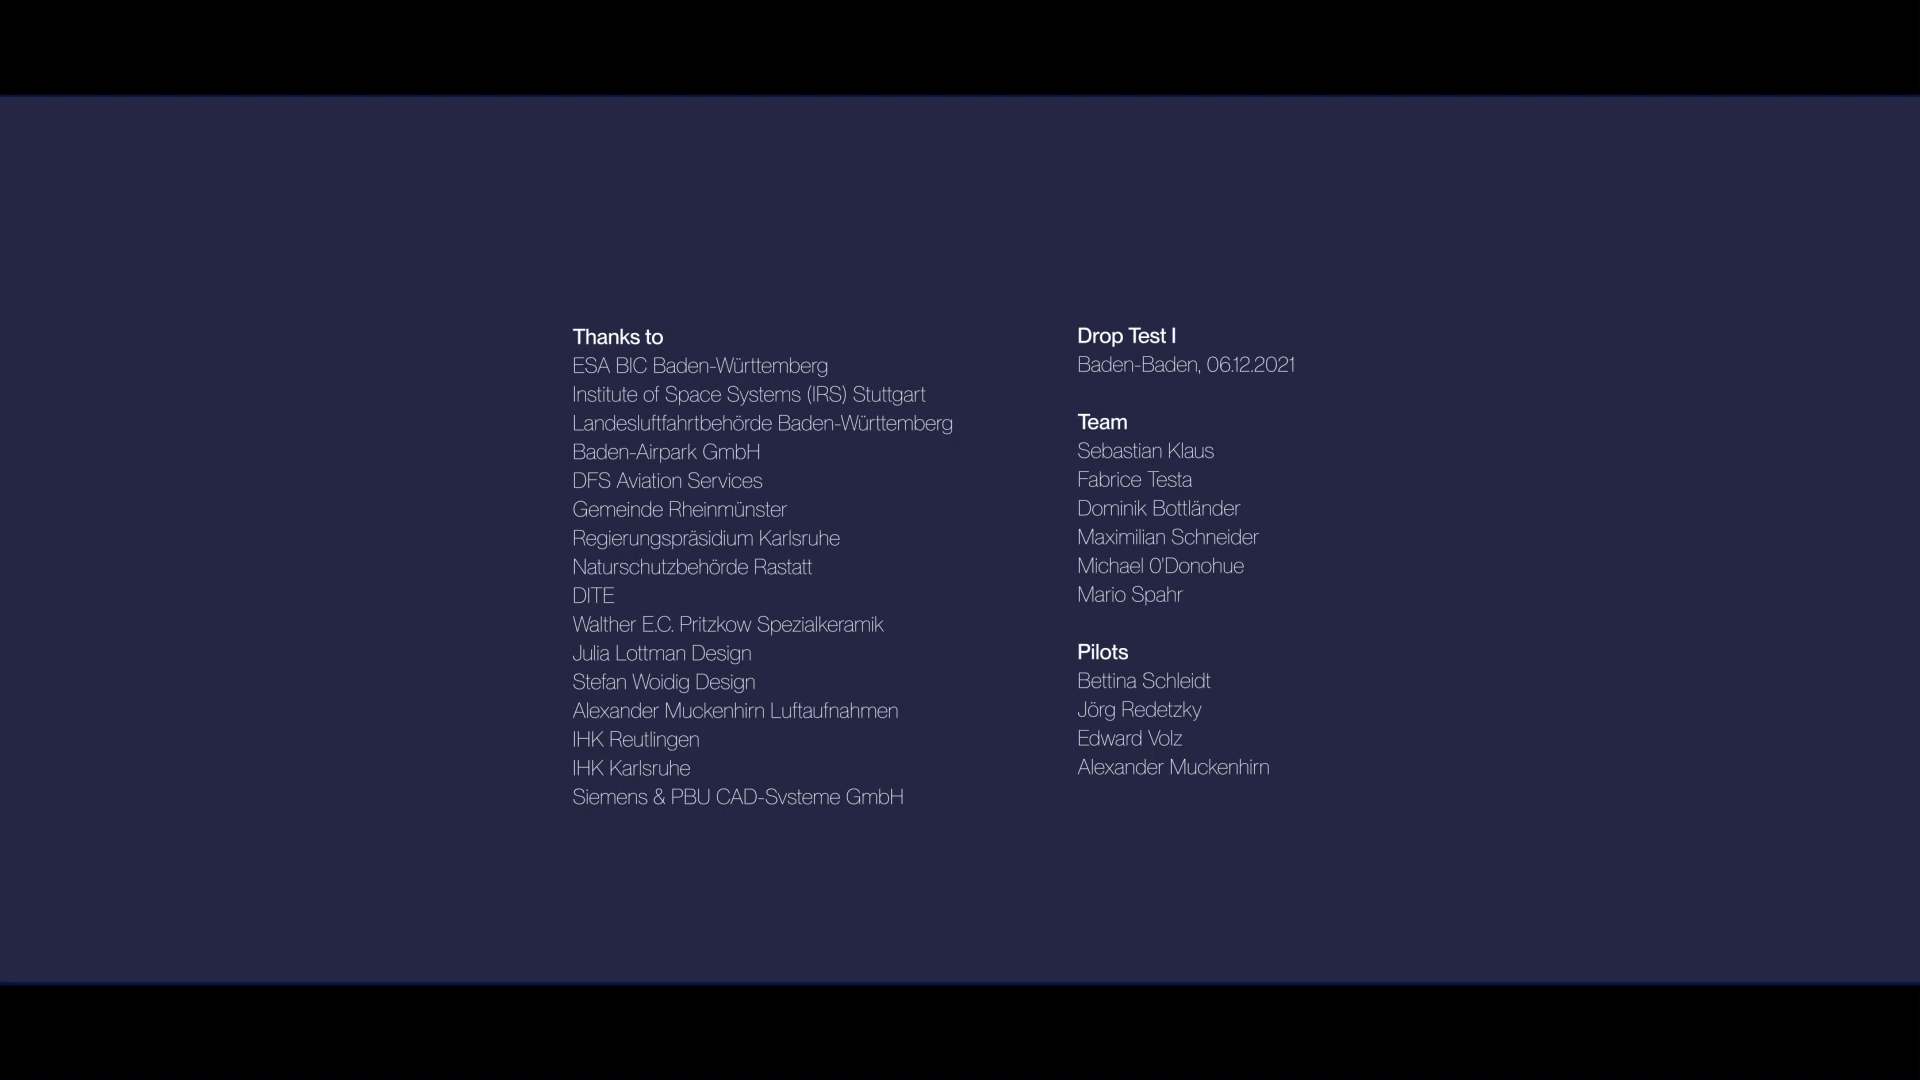 Thanks to
ESA BIC Baden-Württemberg
Institute of Space Systems (IRS) Stuttgart
Landesluftfahrtbehörde Baden-Württemberg
Baden-Airpark GmbH
DFS Aviation Services
Gemeinde Rheinmünster
Regierungspräsidium Karlsruhe
Naturschutzbehörde Rastatt
DITE
Walther E.C. Pritzkow Spezialkeramik
Julia Lottman Design
Stefan Woidig Design
Alexander Muckenhirn Luftaufnahmen
IHK Reutlingen
IHK Karlsruhe
Siemens & PBU CAD-Systeme GmbH
Drop Test I
Baden-Baden, 06.12.2021
Team
Sebastian Klaus
Fabrice Testa
Dominik Bottländer
Maximilian Schneider
Michael O'Donohue
Mario Spahr
Pilots
Bettina Schleidt
Jörg Redetzky
Edward Volz
Alexander Muckenhirn